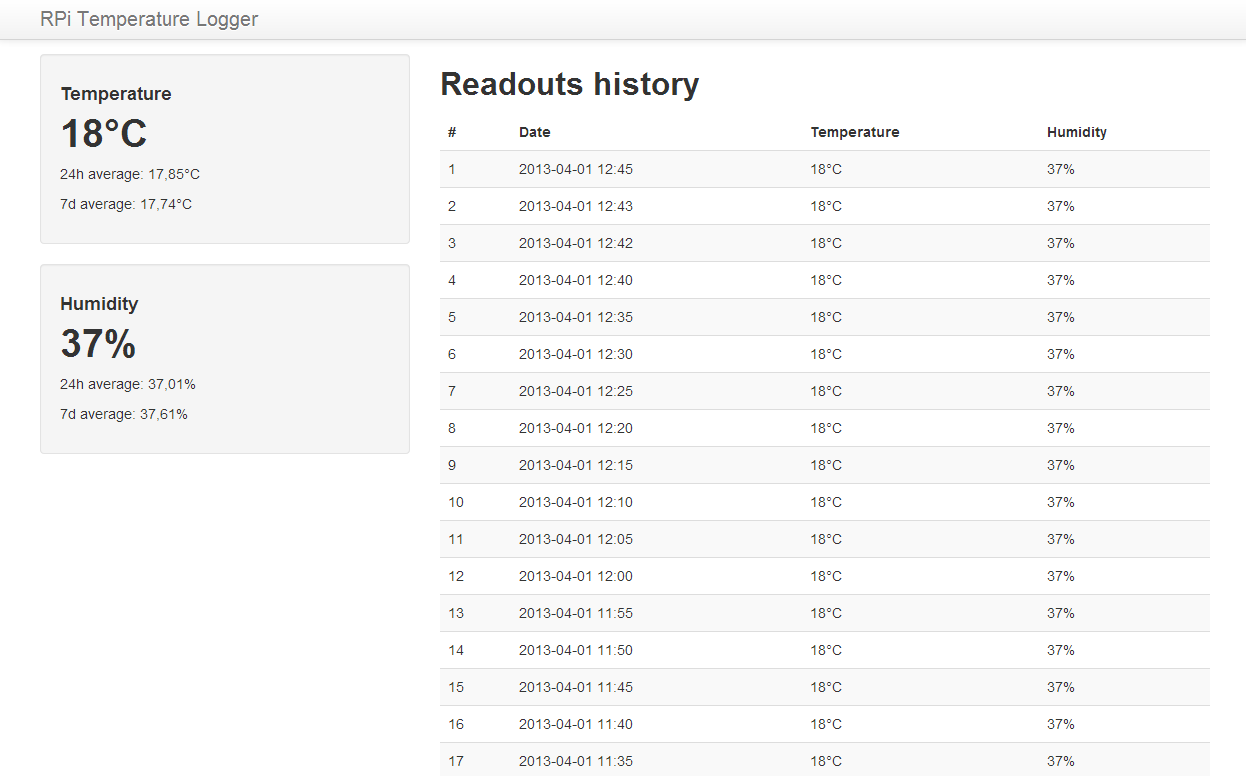 RPi Temperature Logger
Temperature
18°C
24h average: 17,85°C
7d average: 17,74°C
Humidity
37%
24h average: 37,01%
7d average: 37,61%
Readouts history
# Date Temperature Humidity
1 2013-04-01 12:45 18°C 37%
2 2013-04-01 12:43 18°C 37%
3 2013-04-01 12:42 18°C 37%
4 2013-04-01 12:40 18°C 37%
5 2013-04-01 12:35 18°C 37%
6 2013-04-01 12:30 18°C 37%
7 2013-04-01 12:25 18°C 37%
8 2013-04-01 12:20 18°C 37%
9 2013-04-01 12:15 18°C 37%
10 2013-04-01 12:10 18°C 37%
11 2013-04-01 12:05 18°C 37%
12 2013-04-01 12:00 18°C 37%
13 2013-04-01 11:55 18°C 37%
14 2013-04-01 11:50 18°C 37%
15 2013-04-01 11:45 18°C 37%
16 2013-04-01 11:40 18°C 37%
17 2013-04-01 11:35 18°C 37%